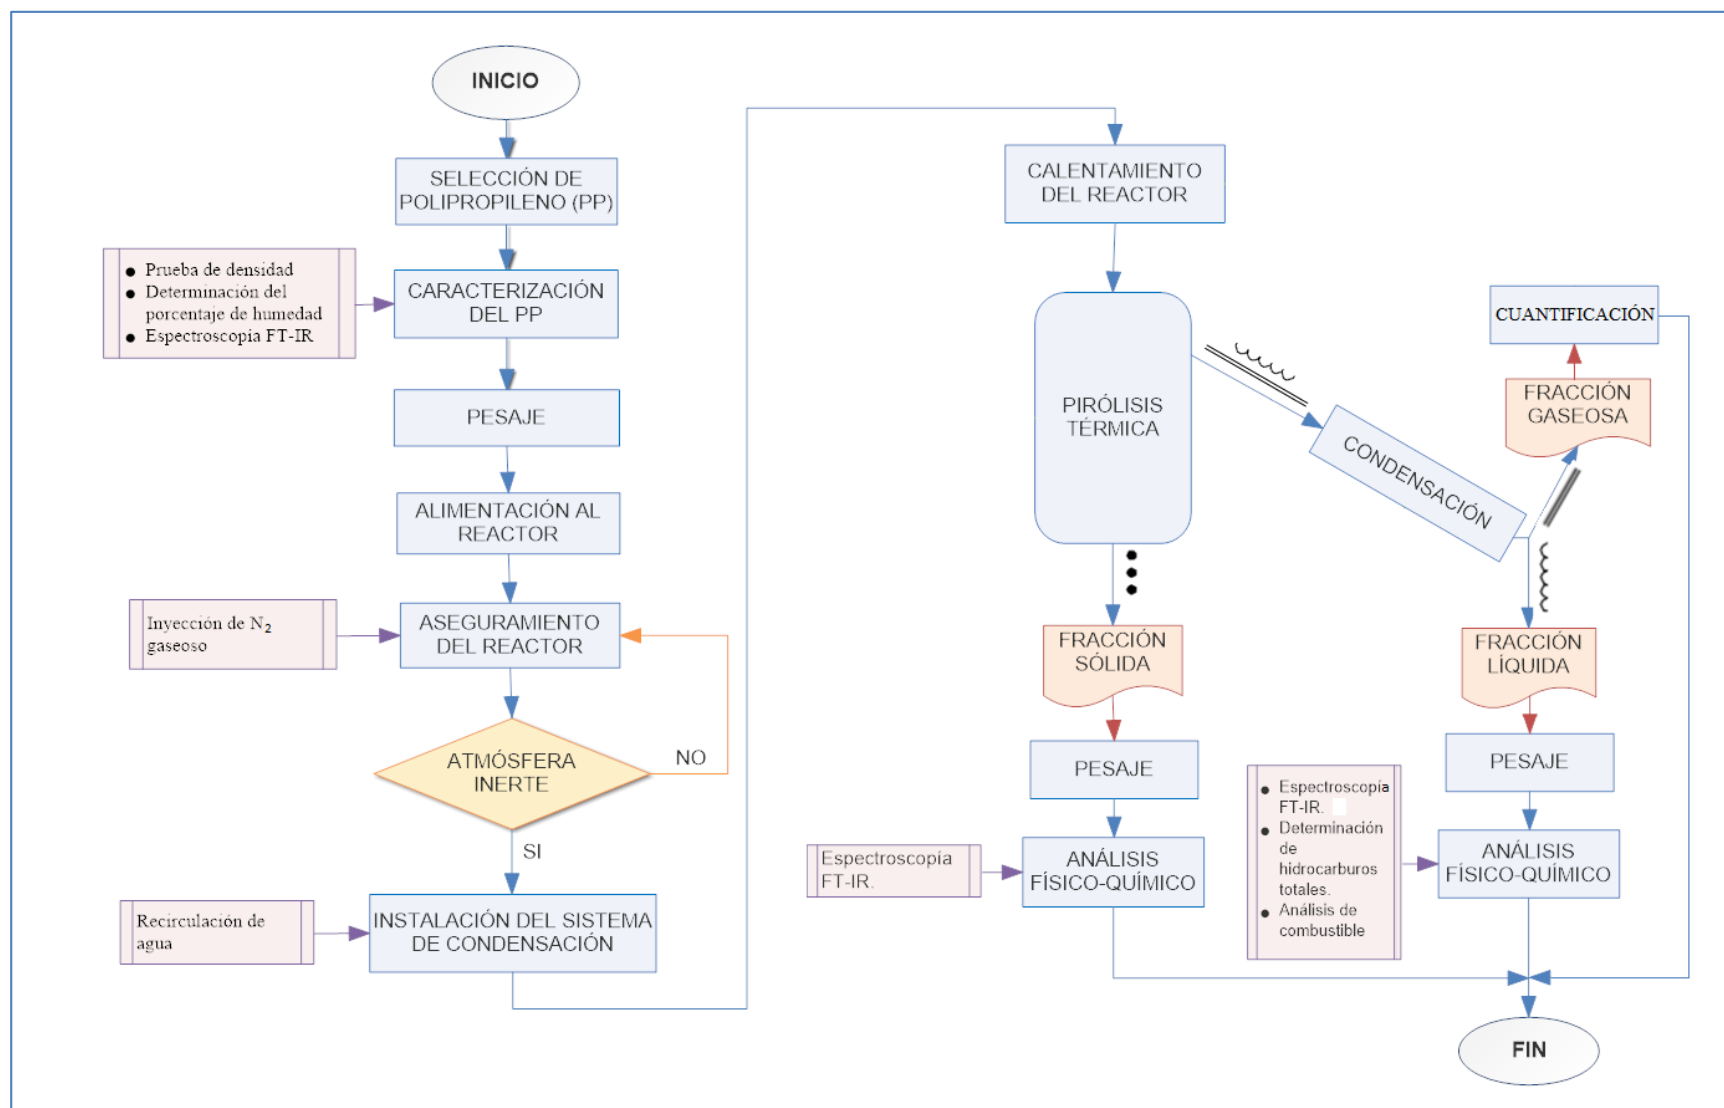 INICIO
SELECCIÓN DE
POLIPROPILENO (PP)
● Prueba de densidad
● Determinación del
porcentaje de humedad
● Espectroscopia FT-IR
CARACTERIZACIÓN
DEL PP
PESAJE
ALIMENTACIÓN AL
REACTOR
Inyección de N₂
gaseoso
ASEGURAMIENTO
DEL REACTOR
ATMÓSFERA
INERTE
NO
SI
Recirculación de
agua
INSTALACIÓN DEL SISTEMA
DE CONDENSACIÓN
CALENTAMIENTO
DEL REACTOR
PIRÓLISIS
TÉRMICA
CONDENSACIÓN
CUANTIFICACIÓN
FRACCIÓN
GASEOSA
FRACCIÓN
SÓLIDA
PESAJE
Espectroscopía
FT-IR.
ANÁLISIS
FÍSICO-QUÍMICO
FRACCIÓN
LÍQUIDA
PESAJE
● Espectroscopía
FT-IR.
● Determinación
de
hidrocarburos
totales.
● Análisis de
combustible
ANÁLISIS
FÍSICO-QUÍMICO
FIN